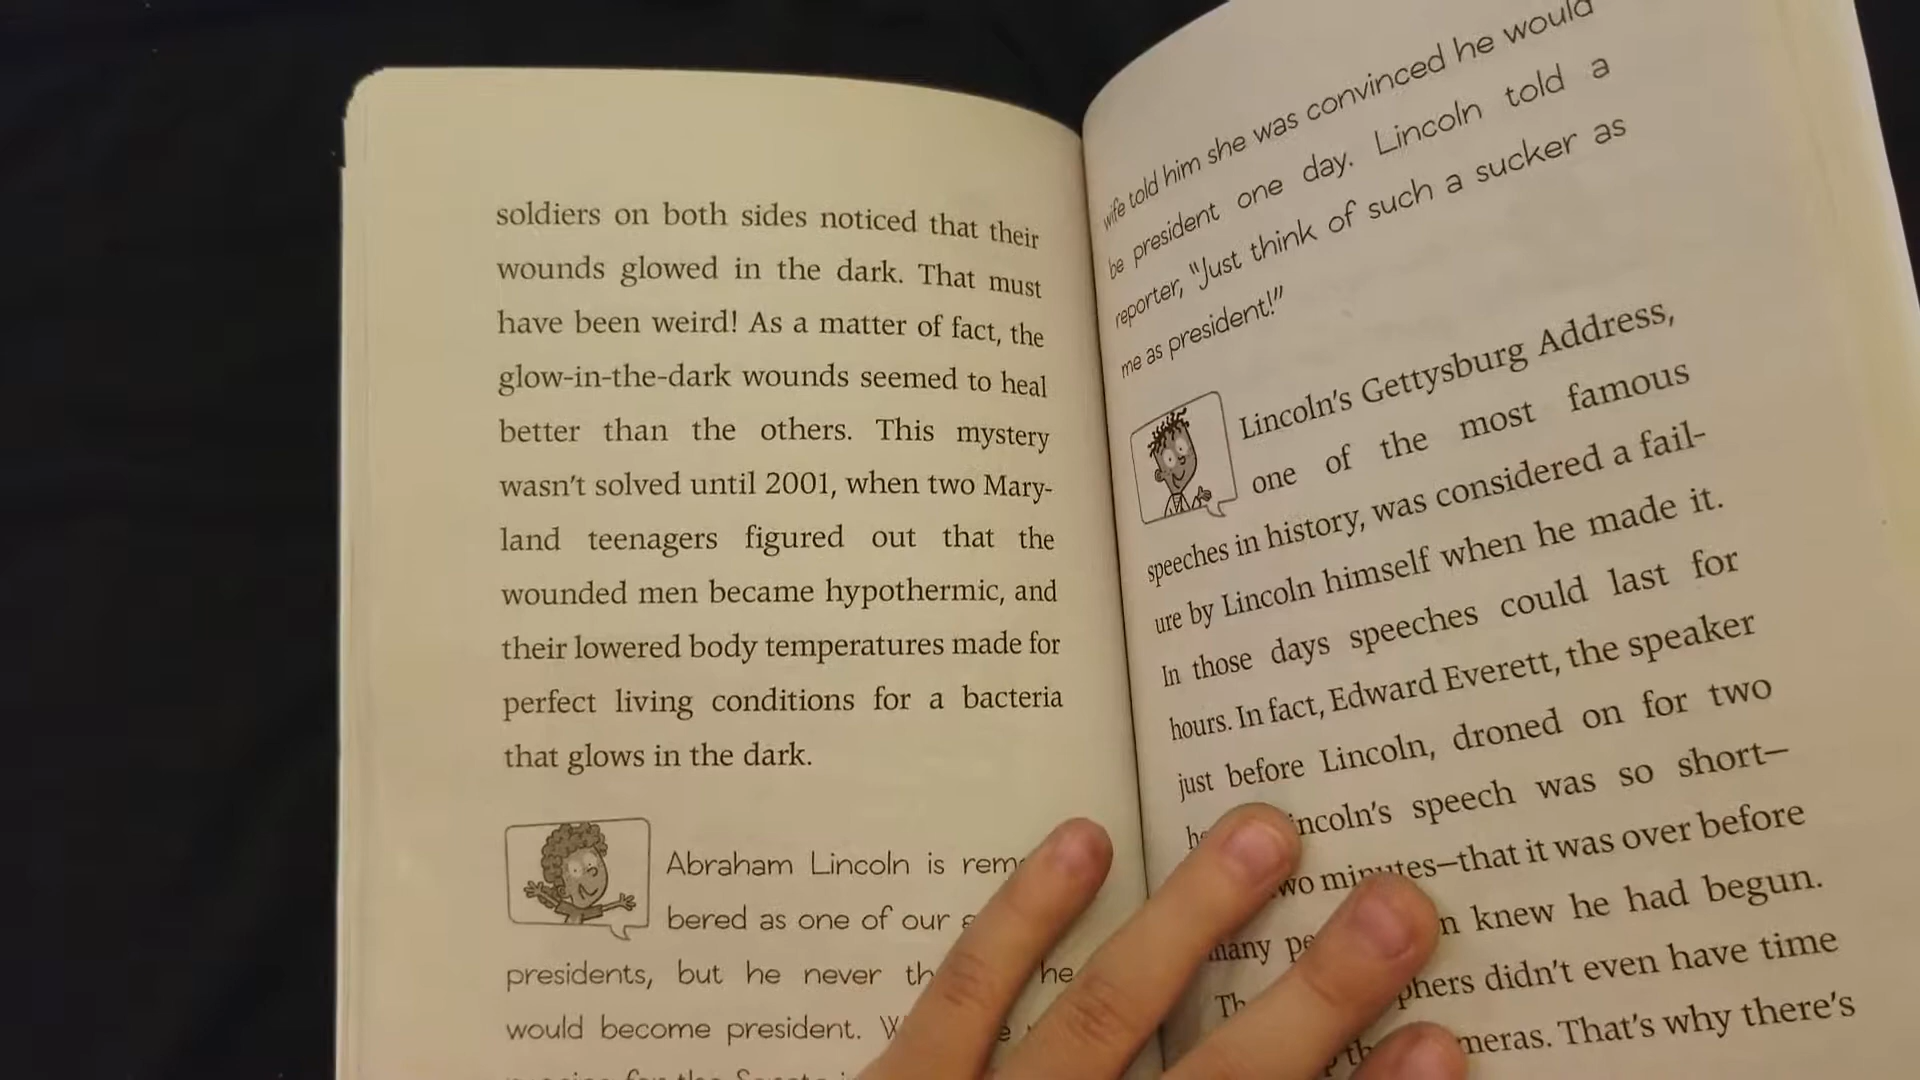 soldiers on both sides noticed that their
wounds glowed in the dark. That must
have been weird! As a matter of fact, the
glow-in-the-dark wounds seemed to heal
better than the others. This mystery
wasn't solved until 2001, when two Mary-
land teenagers figured out that the
wounded men became hypothermic, and
their lowered body temperatures made for
perfect living conditions for a bacteria
that glows in the dark.
Abraham Lincoln is
bered as one of our
presidents, but he never he
would become president.
for the Senate
wife told him she was convinced he would
be president one day. Lincoln told a
reporter, "Just think of such a sucker as
me as president!"
Lincoln's Gettysburg Address,
one of the most famous
speeches in history, was considered a fail-
ure by Lincoln himself when he made it.
In those days speeches could last for
hours. In fact, Edward Everett, the speaker
just before Lincoln, droned on for two
speech was so short—
minutes—that it was over before
many knew he had begun.
didn't even have time
That's why there's